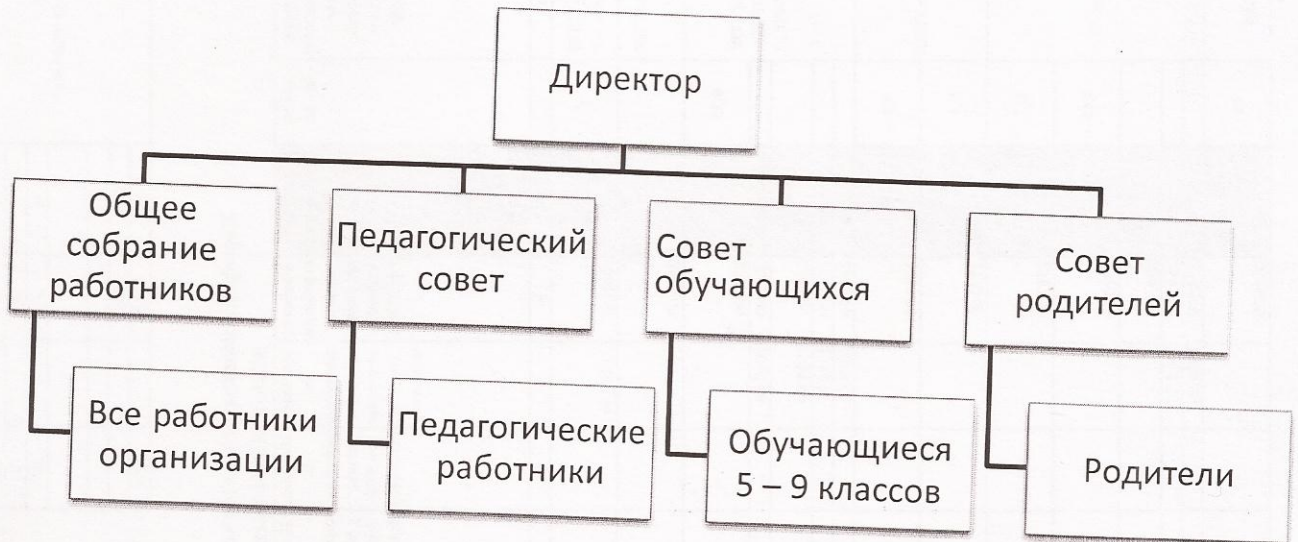 Директор
Общее
собрание
работников
Педагогический
совет
Совет
обучающихся
Совет
родителей
Все работники
организации
Педагогические
работники
Обучающиеся
5 – 9 классов
Родители